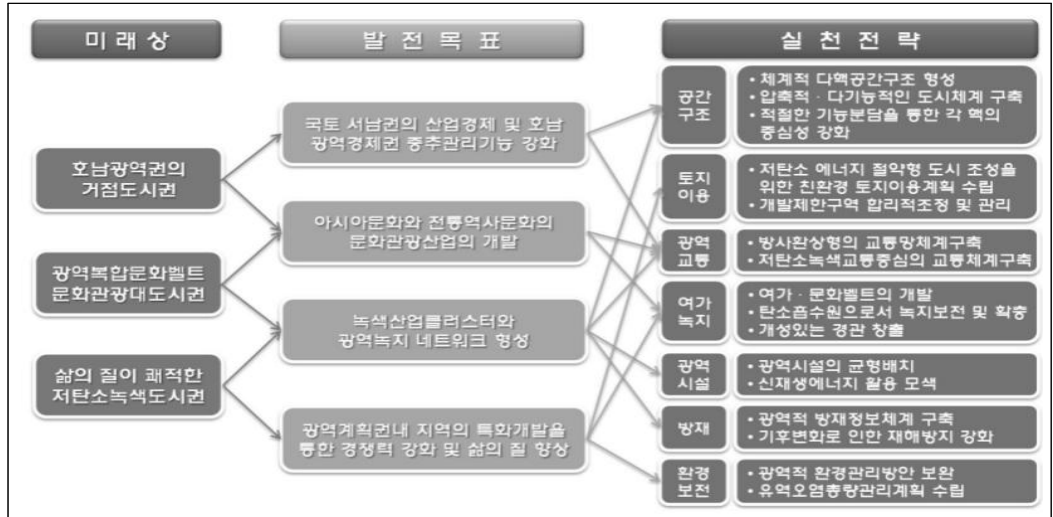 미래상
발전목표
실천전략
호남광역권의
거점도시권
광역복합문화벨트
문화관광대도시권
삶의 질이 쾌적한
저탄소녹색도시권
국토 서남권의 산업경제 및 호남
광역경제권 중추관리기능 강화
아시아문화와 전통역사문화의
문화관광산업의 개발
녹색산업클러스터와
광역녹지 네트워크 형성
광역계획권내 지역의 특화개발을
통한 경쟁력 강화 및 삶의 질 향상
공간
구조
• 체계적 다핵공간구조 형성
• 압축적 · 다기능적인 도시체계 구축
• 적절한 기능분담을 통한 각 핵의
중심성 강화
토지
이용
• 저탄소 에너지 절약형 도시 조성을
위한 친환경 토지이용계획 수립
• 개발제한구역 합리적조정 및 관리
광역
교통
• 방사환상형의 교통망체계구축
• 저탄소녹색교통중심의 교통체계구축
여가
녹지
• 여가 · 문화벨트의 개발
• 탄소흡수원으로서 녹지보전 및 확충
• 개성있는 경관 창출
광역
시설
• 광역시설의 균형배치
• 신재생에너지 활용 모색
방재
• 광역적 방재정보체계 구축
• 기후변화로 인한 재해방지 강화
환경
보전
• 광역적 환경관리방안 보완
• 유역오염총량관리계획 수립